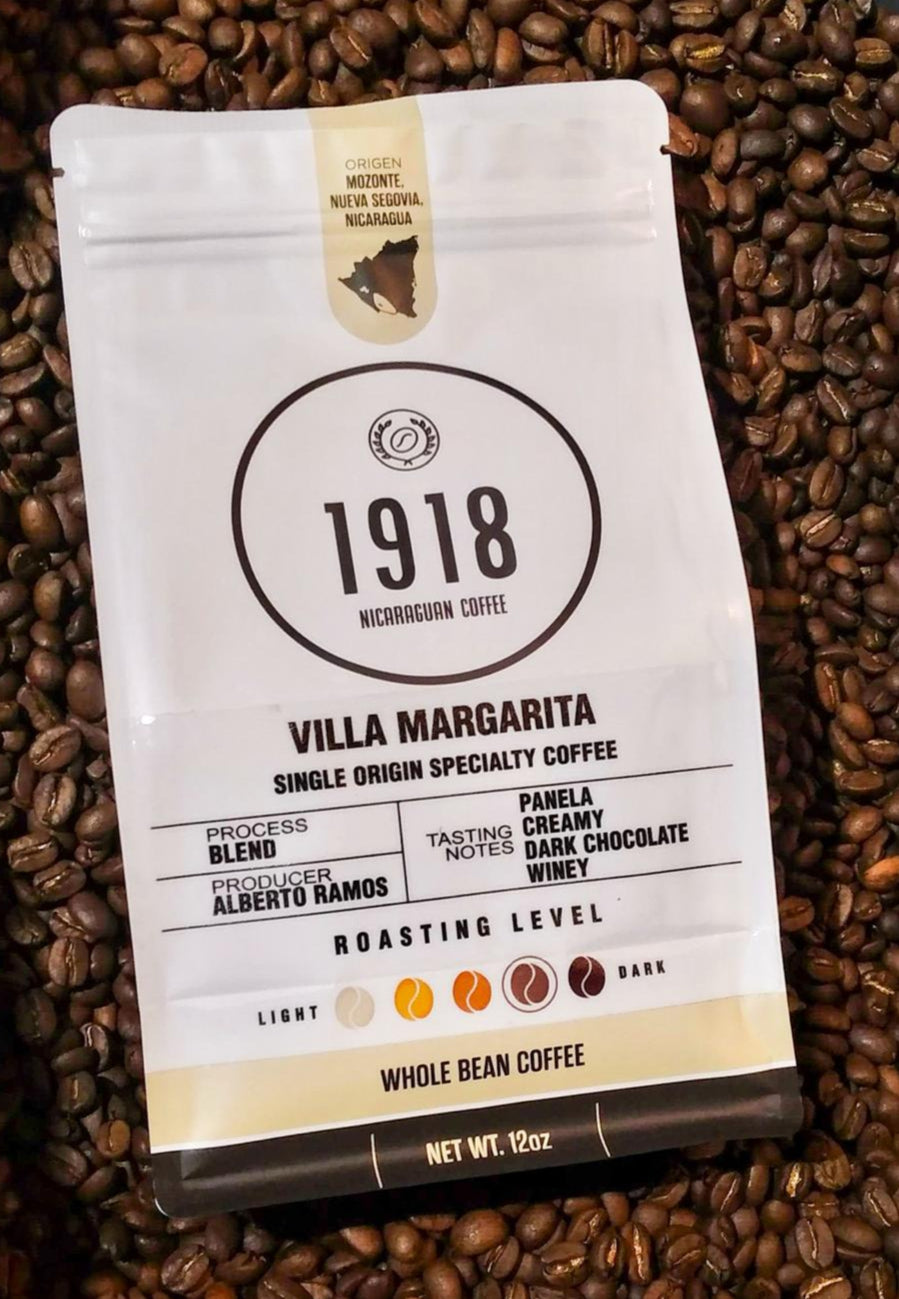 ORIGEN
MOZONTE,
NUEVA SEGOVIA,
NICARAGUA
1918
NICARAGUAN COFFEE
VILLA MARGARITA
SINGLE ORIGIN SPECIALTY COFFEE
PROCESS
BLEND
PRODUCER
ALBERTO RAMOS
TASTING
NOTES
PANELA
CREAMY
DARK CHOCOLATE
WINEY
ROASTING LEVEL
LIGHT
DARK
WHOLE BEAN COFFEE
NET WT. 12oz